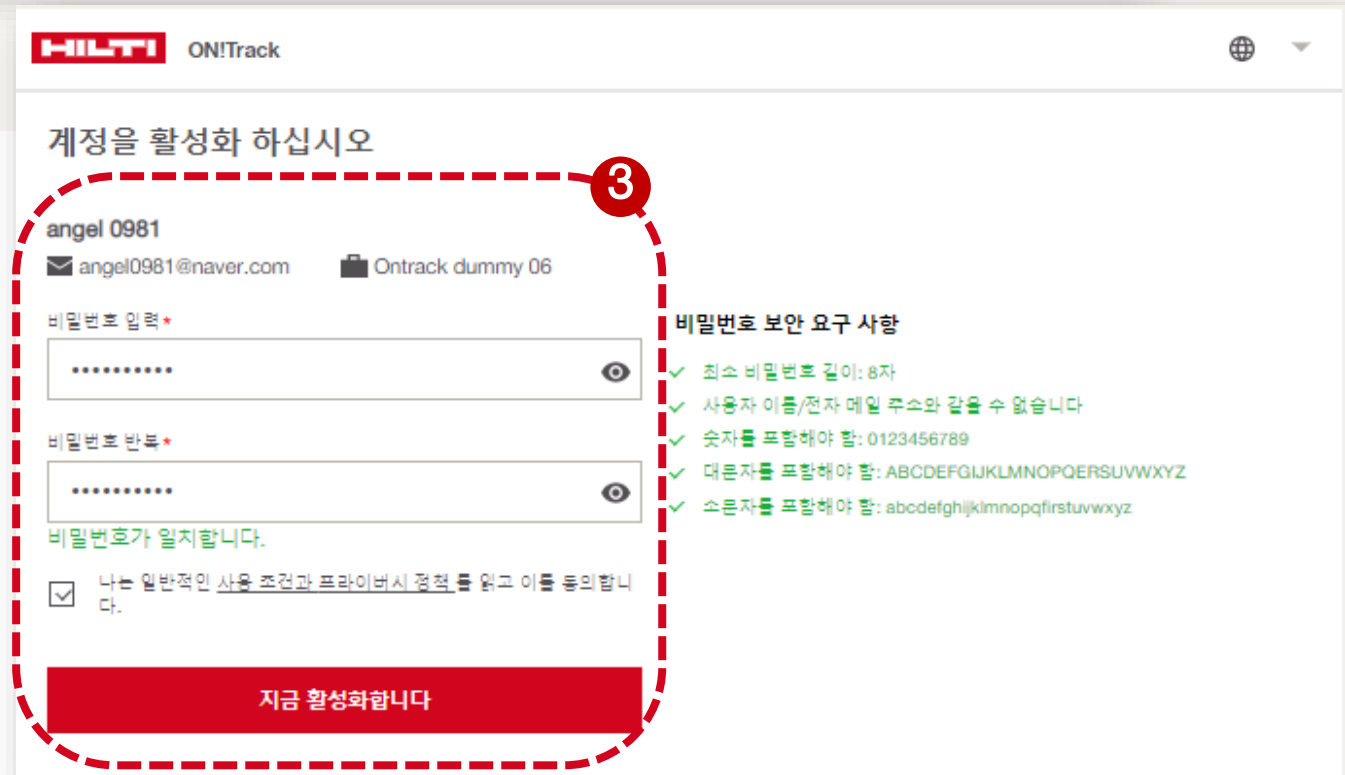 HILTI ON!Track
계정을 활성화 하십시오
3
angel 0981
angel0981@naver.com Ontrack dummy 06
비밀번호 입력*
••••••••••
비밀번호 반복*
••••••••••
비밀번호가 일치합니다.
나는 일반적인 사용 조건과 프라이버시 정책 를 읽고 이를 동의합니
다.
지금 활성화합니다
비밀번호 보안 요구 사항
최소 비밀번호 길이: 8자
사용자 이름/전자 메일 주소와 같을 수 없습니다
숫자를 포함해야 함: 0123456789
대문자를 포함해야 함: ABCDEFGIJKLMNOPQERSUVWXYZ
소문자를 포함해야 함: abcdefghijklmnopqfirstuvwxyz